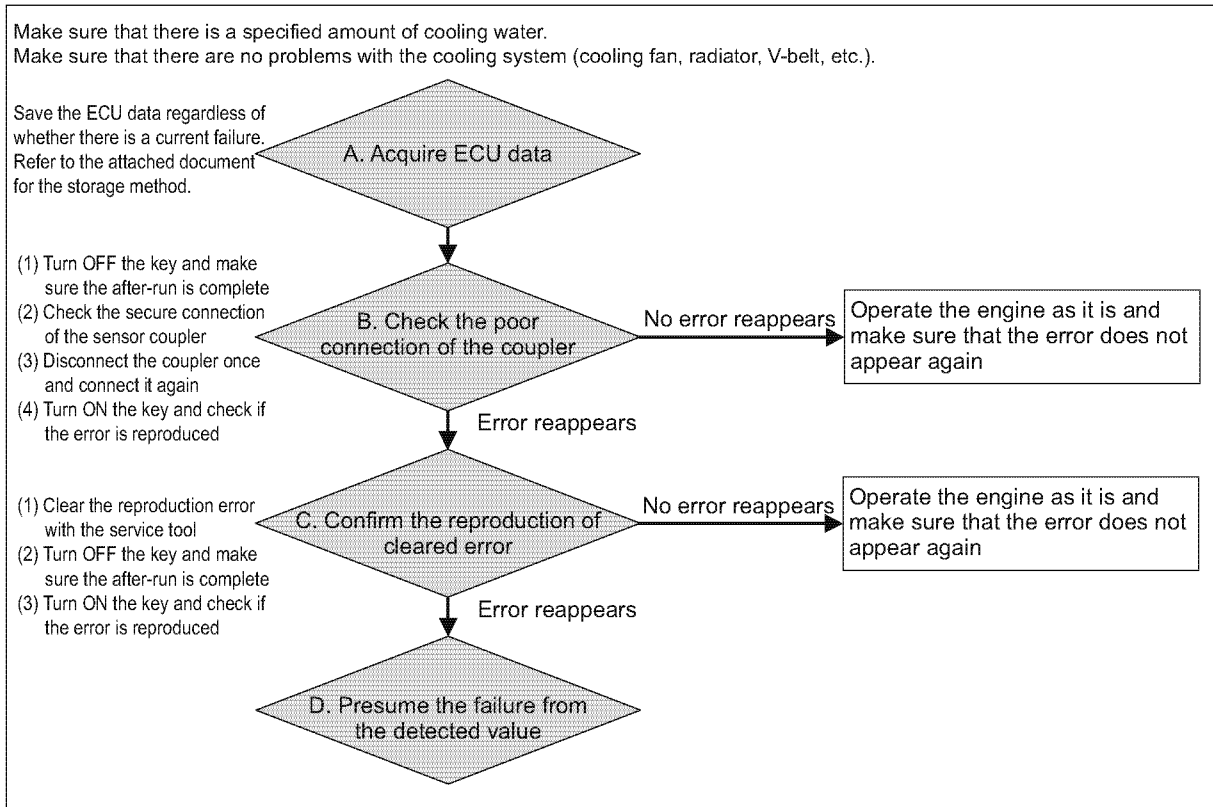 Make sure that there is a specified amount of cooling water.
Make sure that there are no problems with the cooling system (cooling fan, radiator, V-belt, etc.).
Save the ECU data regardless of
whether there is a current failure.
Refer to the attached document
for the storage method.
A. Acquire ECU data
(1) Turn OFF the key and make
sure the after-run is complete
(2) Check the secure connection
of the sensor coupler
(3) Disconnect the coupler once
and connect it again
(4) Turn ON the key and check if
the error is reproduced
B. Check the poor
connection of the coupler
No error reappears
Operate the engine as it is and
make sure that the error does not
appear again
Error reappears
(1) Clear the reproduction error
with the service tool
(2) Turn OFF the key and make
sure the after-run is complete
(3) Turn ON the key and check if
the error is reproduced
C. Confirm the reproduction of
cleared error
No error reappears
Operate the engine as it is and
make sure that the error does not
appear again
Error reappears
D. Presume the failure from
the detected value